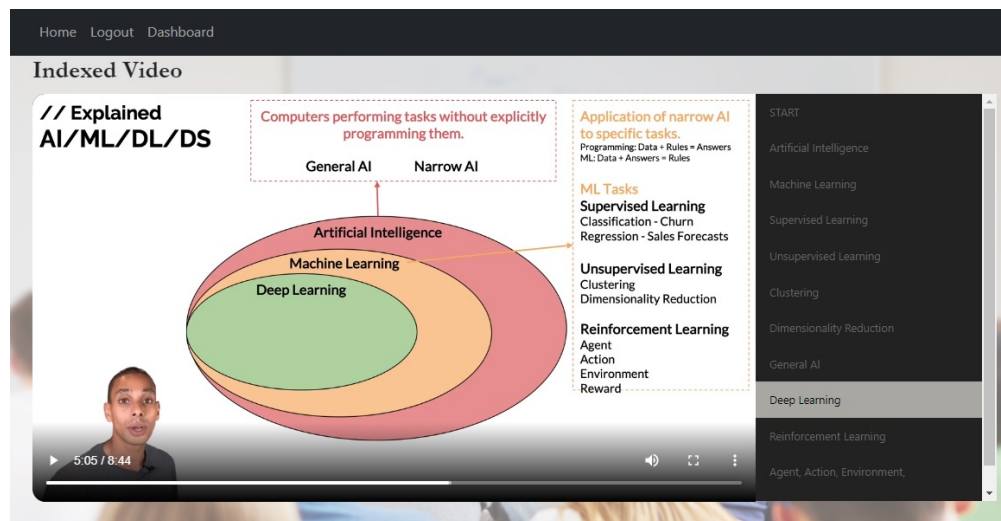 Home Logout Dashboard
Indexed Video
// Explained
AI/ML/DL/DS
Computers performing tasks without explicitly
programming them.
General AI Narrow AI
Artificial Intelligence
Machine Learning
Deep Learning
Application of narrow AI
to specific tasks.
Programming: Data + Rules = Answers
ML: Data + Answers = Rules
ML Tasks
Supervised Learning
Classification - Churn
Regression - Sales Forecasts
Unsupervised Learning
Clustering
Dimensionality Reduction
Reinforcement Learning
Agent
Action
Environment
Reward
5:05 / 8:44
START
Artificial Intelligence
Machine Learning
Supervised Learning
Unsupervised Learning
Clustering
Dimensionality Reduction
General AI
Deep Learning
Reinforcement Learning
Agent, Action, Environment,